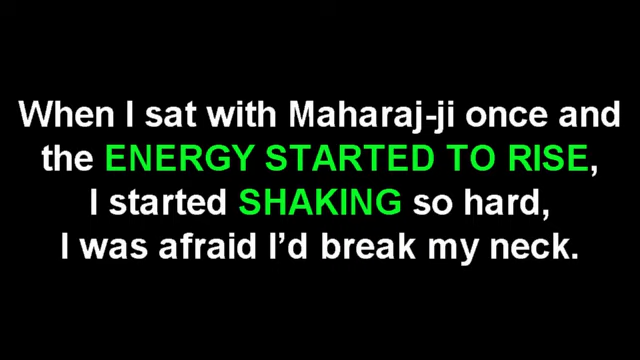 When I sat with Maharaj-ji once and
the ENERGY STARTED TO RISE,
I started SHAKING so hard,
I was afraid I’d break my neck.